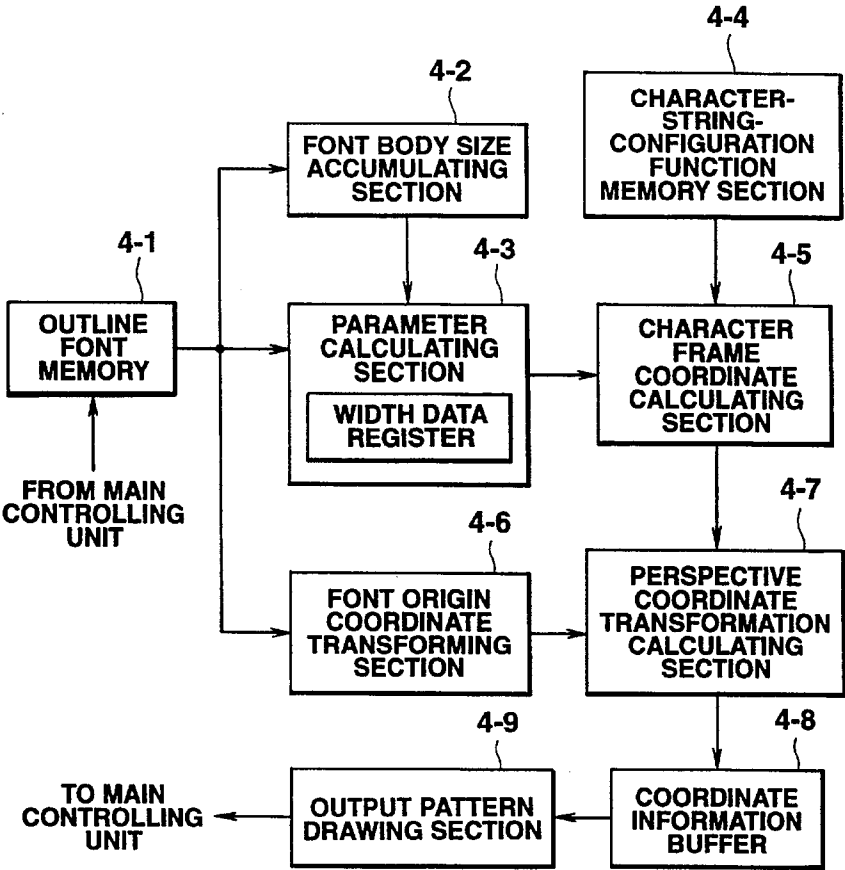 4-4
CHARACTER-
STRING-
CONFIGURATION
FUNCTION
MEMORY SECTION
4-2
FONT BODY SIZE
ACCUMULATING
SECTION
4-1
OUTLINE
FONT
MEMORY
FROM MAIN
CONTROLLING
UNIT
4-3
PARAMETER
CALCULATING
SECTION
WIDTH DATA
REGISTER
4-5
CHARACTER
FRAME
COORDINATE
CALCULATING
SECTION
4-6
FONT ORIGIN
COORDINATE
TRANSFORMING
SECTION
4-7
PERSPECTIVE
COORDINATE
TRANSFORMATION
CALCULATING
SECTION
4-8
COORDINATE
INFORMATION
BUFFER
4-9
OUTPUT PATTERN
DRAWING SECTION
TO MAIN
CONTROLLING
UNIT